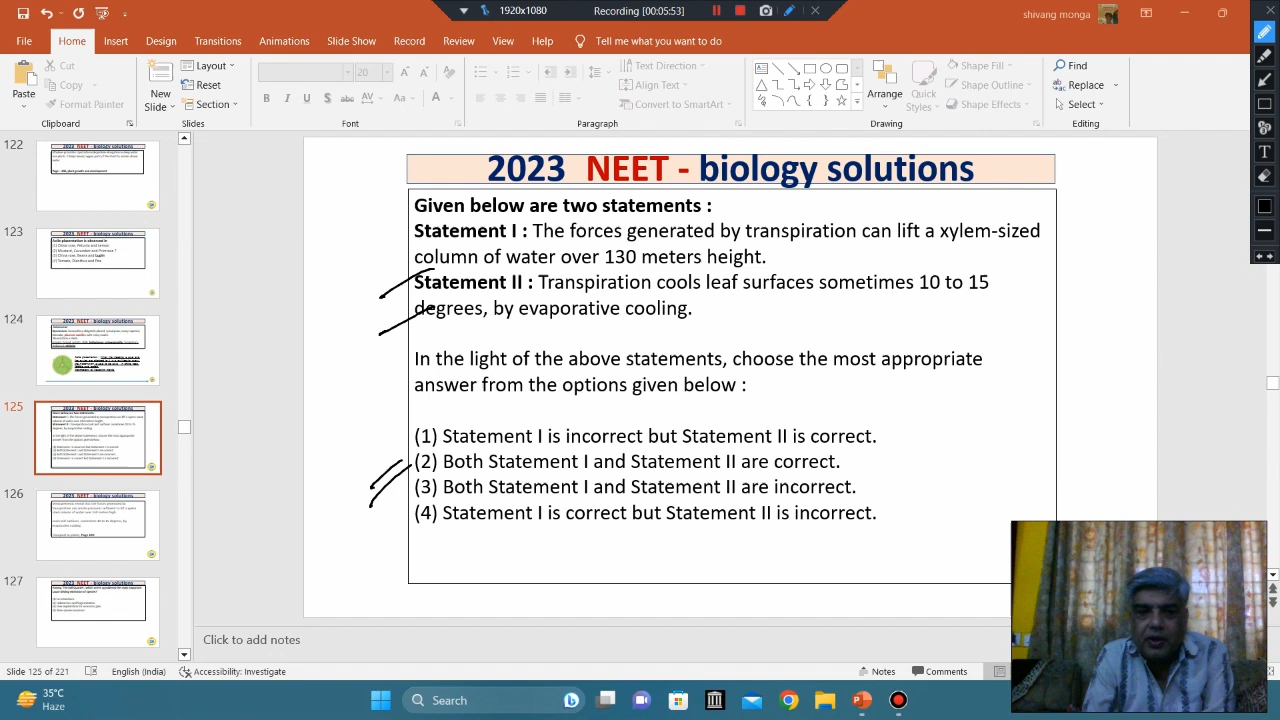 1920x1080
Recording (00:05:53)
shivang monga
File
Home
Insert
Design
Transitions
Animations
Slide Show
Record
Review
View
Help
Tell me what you want to do
Paste
Cut
Copy
Format Painter
New
Slide
Layout
Reset
Section
20
Text Direction
Align Text
Convert to SmartArt
Arrange
Quick
Styles
Shape Fill
Shape Outline
Shape Effects
Find
Replace
Select
Clipboard
Slides
Font
Paragraph
Drawing
Editing
122
123
124
125
126
127
2023 NEET - biology solutions
Given below are two statements :
Statement I : The forces generated by transpiration can lift a xylem-sized
column of water over 130 meters height.
Statement II : Transpiration cools leaf surfaces sometimes 10 to 15
degrees, by evaporative cooling.
In the light of the above statements, choose the most appropriate
answer from the options given below :
(1) Statement I is incorrect but Statement II is correct.
(2) Both Statement I and Statement II are correct.
(3) Both Statement I and Statement II are incorrect.
(4) Statement I is correct but Statement II is incorrect.
Click to add notes
Slide 125 of 221
English (India)
Accessibility: Investigate
Notes
Comments
35°C
Haze
Search